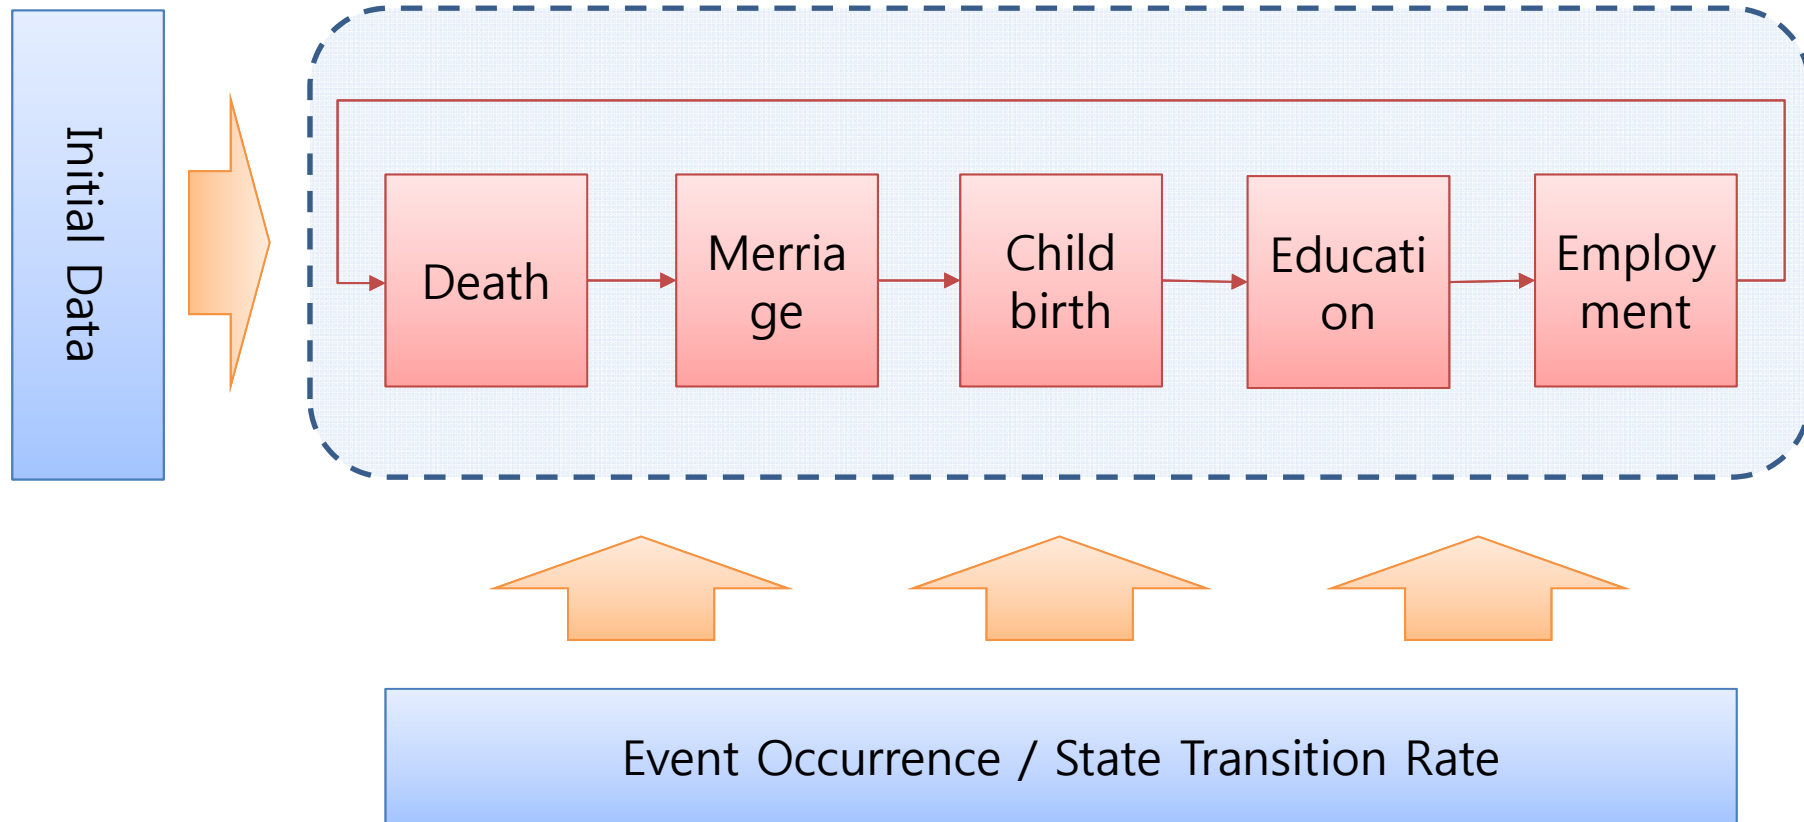 Initial Data
Death
Merria
ge
Child
birth
Educati
on
Employ
ment
Event Occurrence / State Transition Rate